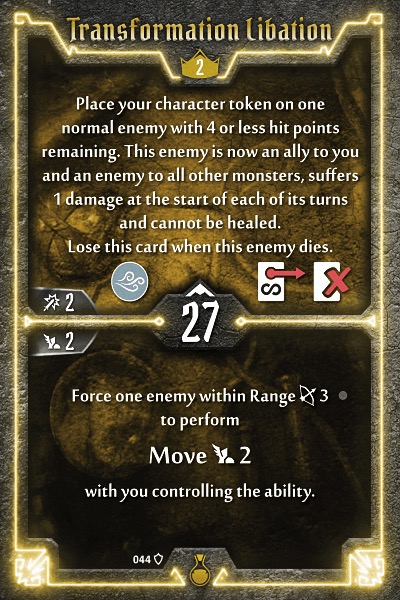 Transformation Libation
2
Place your character token on one
normal enemy with 4 or less hit points
remaining. This enemy is now an ally to you
and an enemy to all other monsters, suffers
1 damage at the start of each of its turns
and cannot be healed.
Lose this card when this enemy dies.
2
27
2
Force one enemy within Range 3
to perform
Move 2
with you controlling the ability.
044